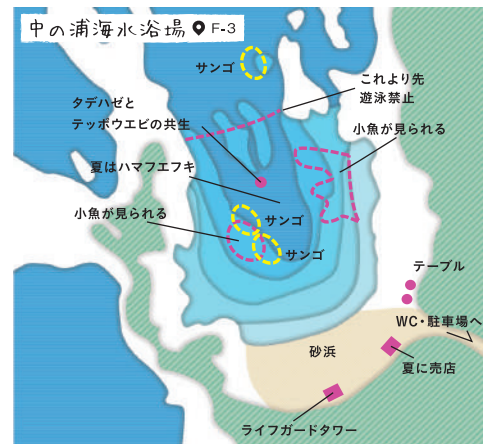 中の浦海水浴場 F-3
サンゴ
これより先
遊泳禁止
タデハゼと
テッポウエビの共生
小魚が見られる
夏はハマフエフキ
小魚が見られる
サンゴ
サンゴ
テーブル
WC・駐車場へ
砂浜
夏に売店
ライフガードタワー